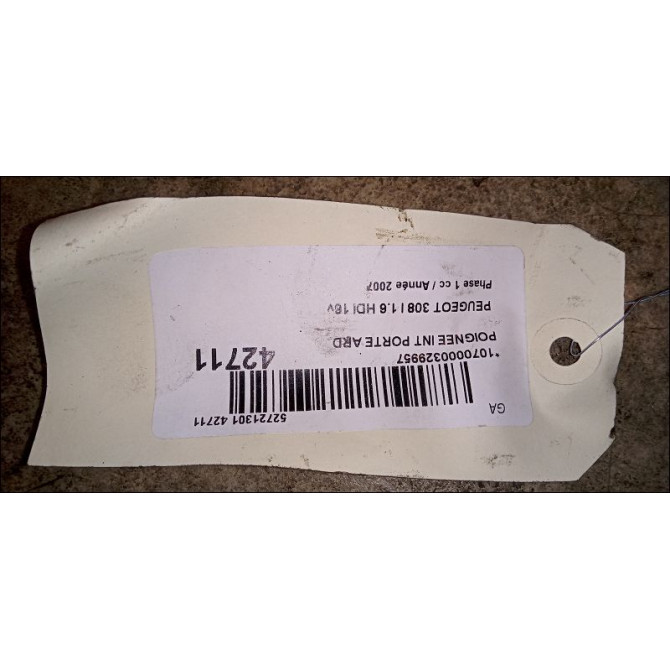 GA 52721301 42711
*1070000329957 42711
POIGNEE INT PORTE ARD
PEUGEOT 308 I 1.6 HDI 16v
Phase 1 cc / Année 2007